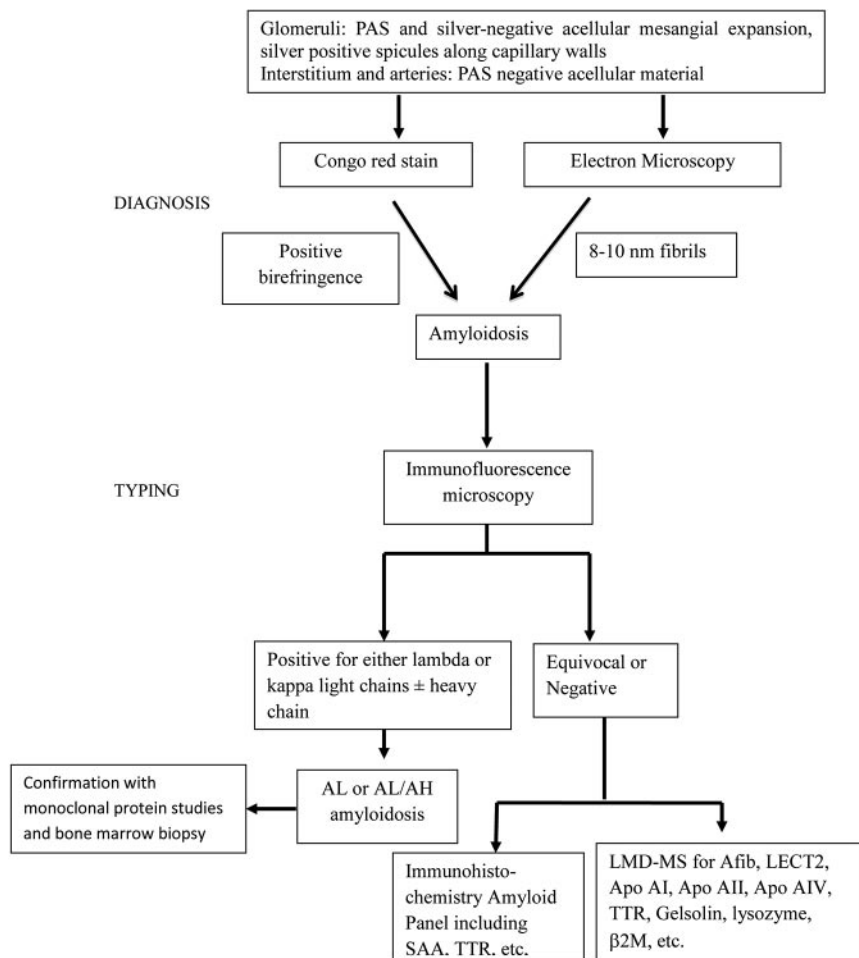 Glomeruli: PAS and silver-negative acellular mesangial expansion,
silver positive spicules along capillary walls
Interstitium and arteries: PAS negative acellular material
Congo red stain
Electron Microscopy
DIAGNOSIS
Positive
birefringence
8-10 nm fibrils
Amyloidosis
TYPING
Immunofluorescence
microscopy
Positive for either lambda or
kappa light chains ± heavy
chain
Equivocal or
Negative
Confirmation with
monoclonal protein studies
and bone marrow biopsy
AL or AL/AH
amyloidosis
Immunohisto-
chemistry Amyloid
Panel including
SAA, TTR, etc.
LMD-MS for Afib, LECT2,
Apo AI, Apo AII, Apo AIV,
TTR, Gelsolin, lysozyme,
β2M, etc.